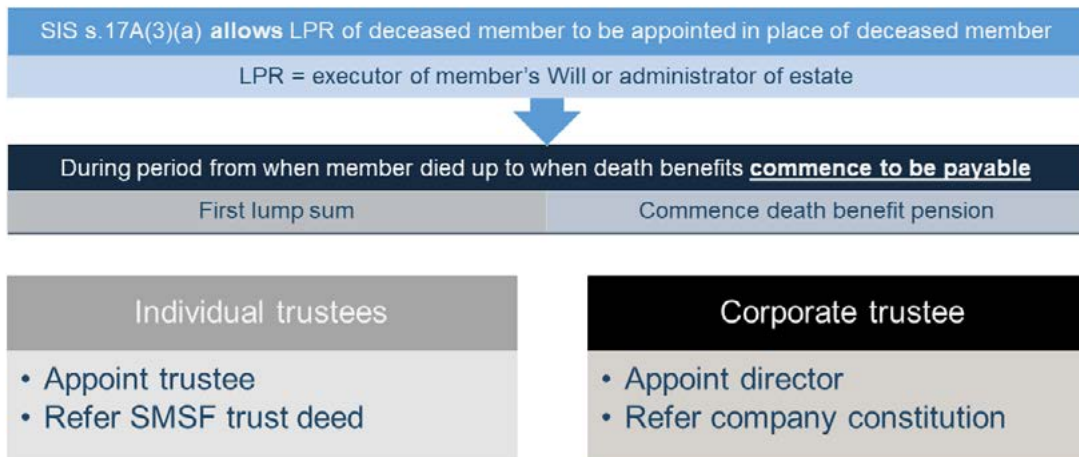 SIS s.17A(3)(a) allows LPR of deceased member to be appointed in place of deceased member
LPR = executor of member's Will or administrator of estate
During period from when member died up to when death benefits commence to be payable
First lump sum
Commence death benefit pension
Individual trustees
• Appoint trustee
• Refer SMSF trust deed
Corporate trustee
• Appoint director
• Refer company constitution